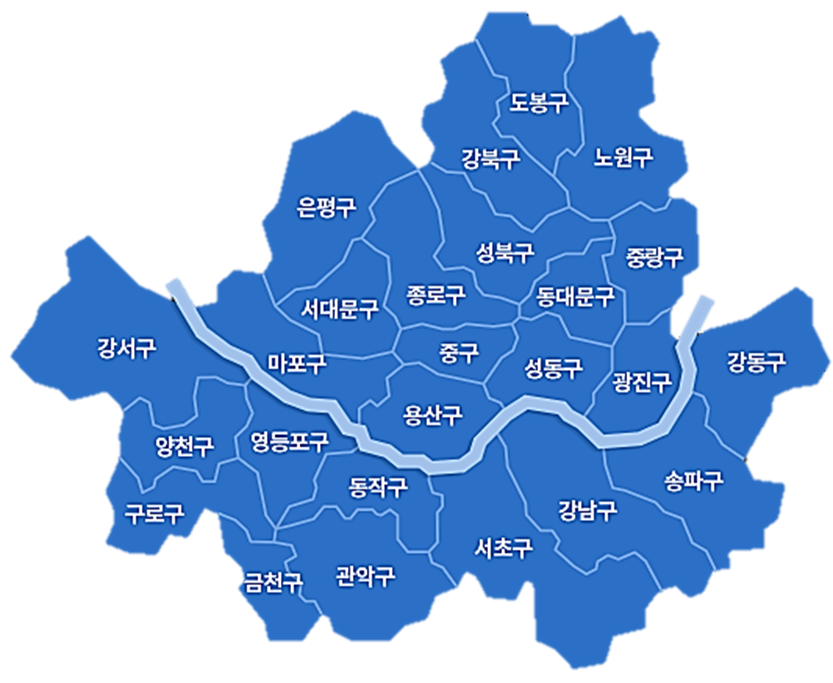 도봉구
강북구
노원구
은평구
성북구
중랑구
서대문구
종로구
동대문구
강서구
마포구
중구
성동구
광진구
강동구
용산구
양천구
영등포구
동작구
송파구
구로구
강남구
서초구
금천구
관악구